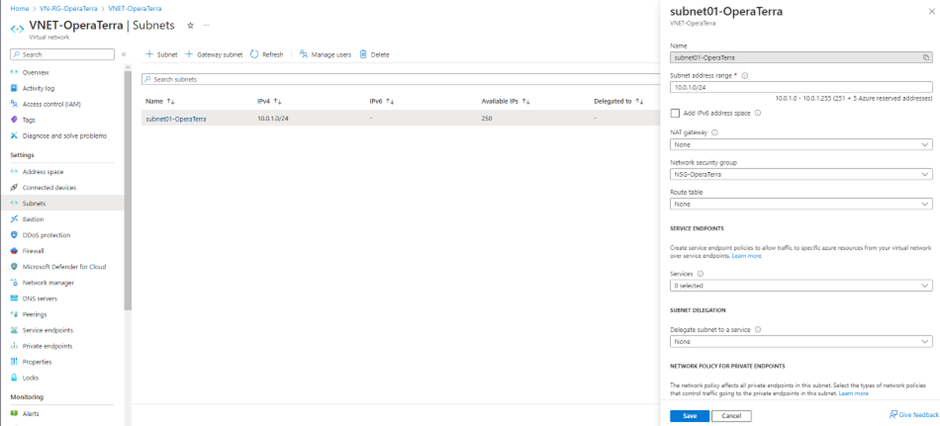 Home > VN-RG-OperaTerra > VNET-OperaTerra >
VNET-OperaTerra | Subnets ☆ ...
Virtual network
Search «
Overview
Activity log
Access control (IAM)
Tags
Diagnose and solve problems
Settings
Address space
Connected devices
Subnets
Bastion
DDoS protection
Firewall
Microsoft Defender for Cloud
Network manager
DNS servers
Peerings
Service endpoints
Private endpoints
Properties
Locks
Monitoring
Alerts
+ Subnet + Gateway subnet Refresh Manage users Delete
Search subnets
Name ↑↓ IPv4 ↑↓ IPv6 ↑↓ Available IPs ↑↓ Delegated to ↑↓
subnet01-OperaTerra 10.0.1.0/24 - 250 -
subnet01-OperaTerra
VNET-OperaTerra
Name
subnet01-OperaTerra
Subnet address range *
10.0.1.0/24
10.0.1.0 - 10.0.1.255 (251 + 5 Azure reserved addresses)
Add IPv6 address space
NAT gateway
None
Network security group
NSG-OperaTerra
Route table
None
SERVICE ENDPOINTS
Create service endpoint policies to allow traffic to specific azure resources from your virtual network
over service endpoints. Learn more
Services
0 selected
SUBNET DELEGATION
Delegate subnet to a service
None
NETWORK POLICY FOR PRIVATE ENDPOINTS
The network policy affects all private endpoints in this subnet. Select the types of network policies
that control traffic going to the private endpoints in this subnet. Learn more
Save Cancel Give feedback